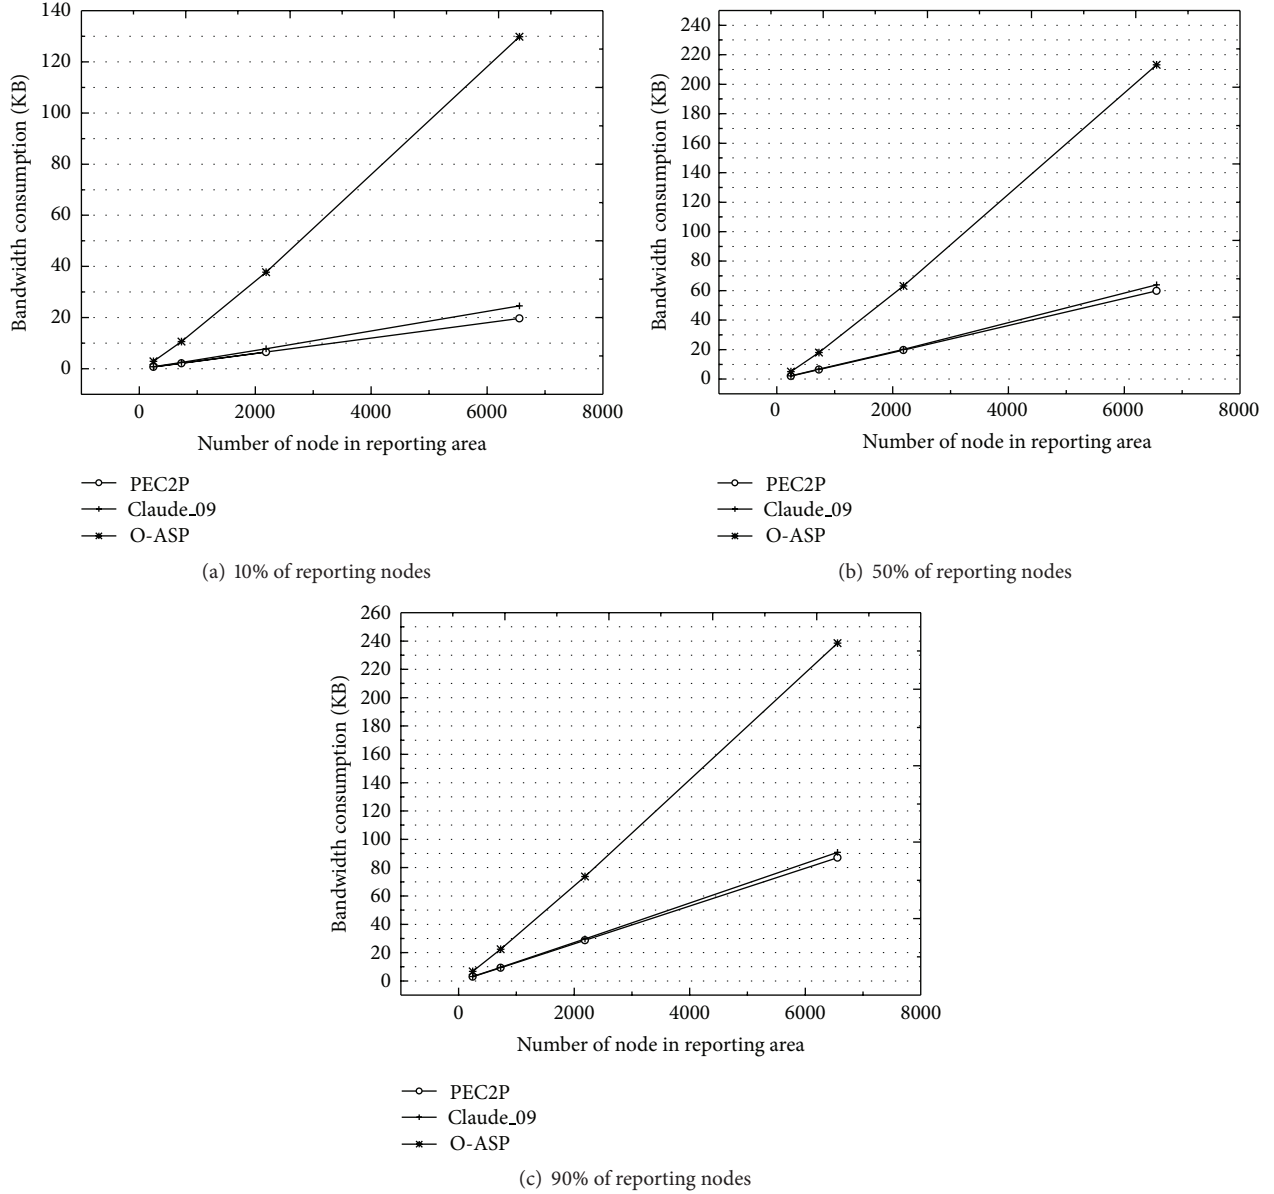 140
120
100
80
60
40
20
0
Bandwidth consumption (KB)
0 2000 4000 6000 8000
Number of node in reporting area
PEC2P
Claude_09
O-ASP
(a) 10% of reporting nodes
240
220
200
180
160
140
120
100
80
60
40
20
0
Bandwidth consumption (KB)
0 2000 4000 6000 8000
Number of node in reporting area
PEC2P
Claude_09
O-ASP
(b) 50% of reporting nodes
260
240
220
200
180
160
140
120
100
80
60
40
20
0
Bandwidth consumption (KB)
0 2000 4000 6000 8000
Number of node in reporting area
PEC2P
Claude_09
O-ASP
(c) 90% of reporting nodes